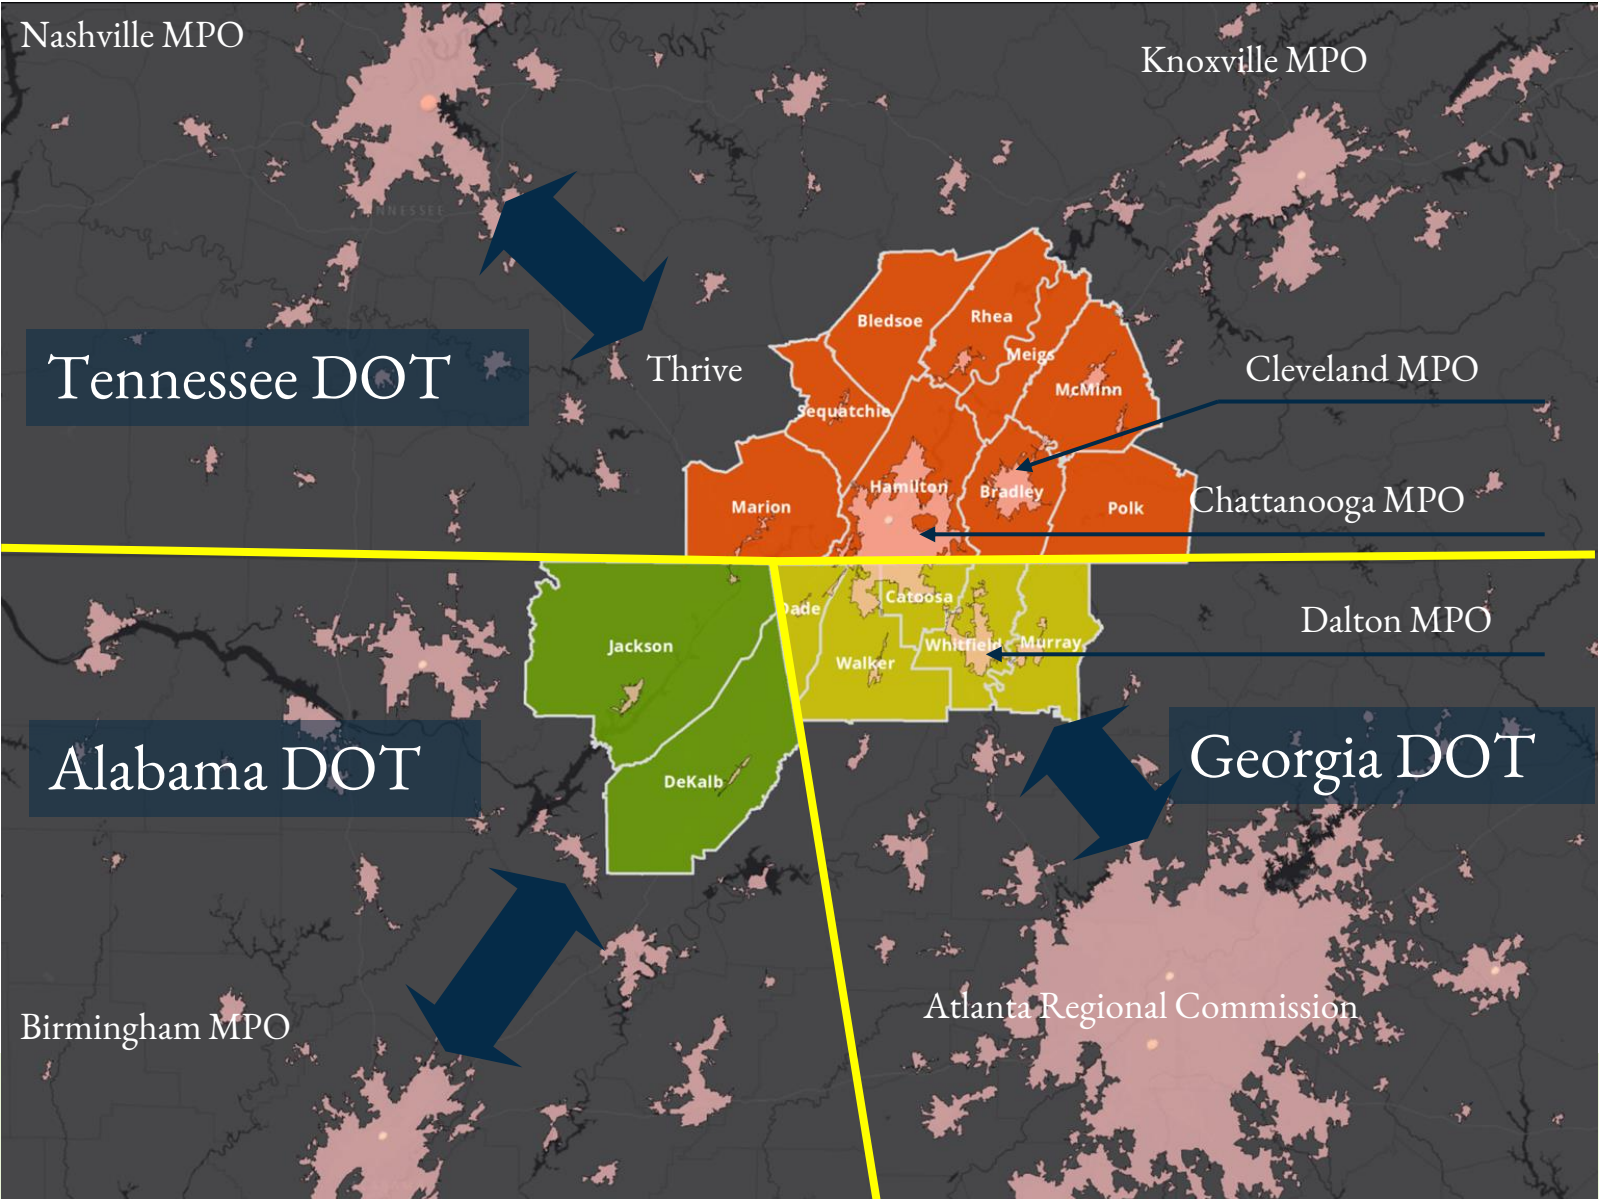 Nashville MPO
Knoxville MPO
TENNESSEE
Bledsoe
Rhea
Meigs
Tennessee DOT
Thrive
Cleveland MPO
McMinn
Sequatchie
Hamilton
Bradley
Chattanooga MPO
Marion
Polk
Dade
Catoosa
Dalton MPO
Jackson
Whitfield
Murray
Walker
Alabama DOT
Georgia DOT
DeKalb
Atlanta Regional Commission
Birmingham MPO